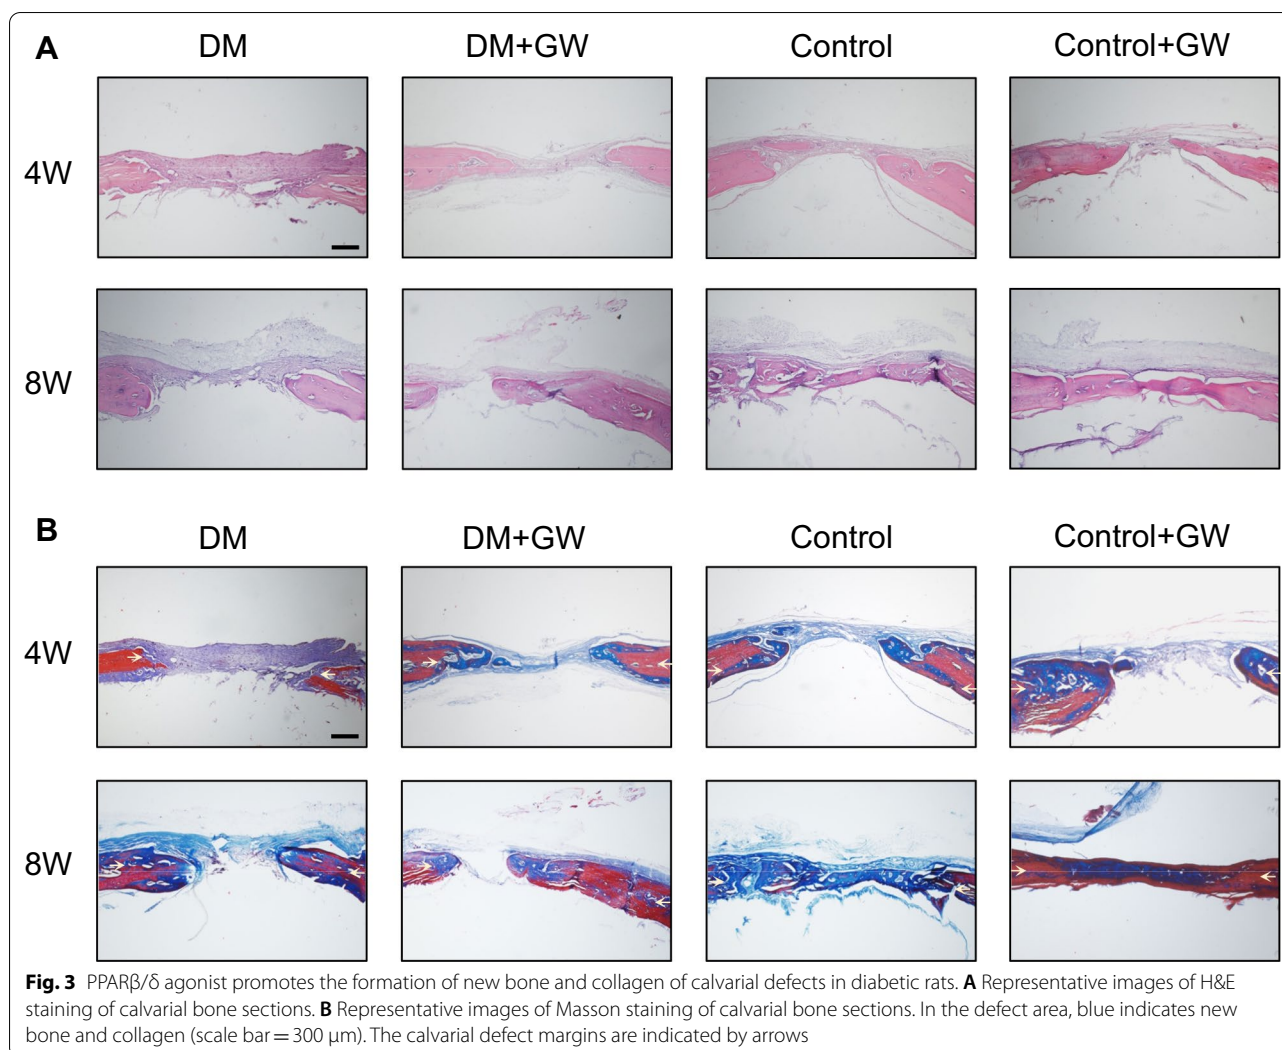 A
DM
DM+GW
Control
Control+GW
4W
8W
B
DM
DM+GW
Control
Control+GW
4W
8W
Fig. 3 PPARβ/δ agonist promotes the formation of new bone and collagen of calvarial defects in diabetic rats. A Representative images of H&E
staining of calvarial bone sections. B Representative images of Masson staining of calvarial bone sections. In the defect area, blue indicates new
bone and collagen (scale bar = 300 μm). The calvarial defect margins are indicated by arrows